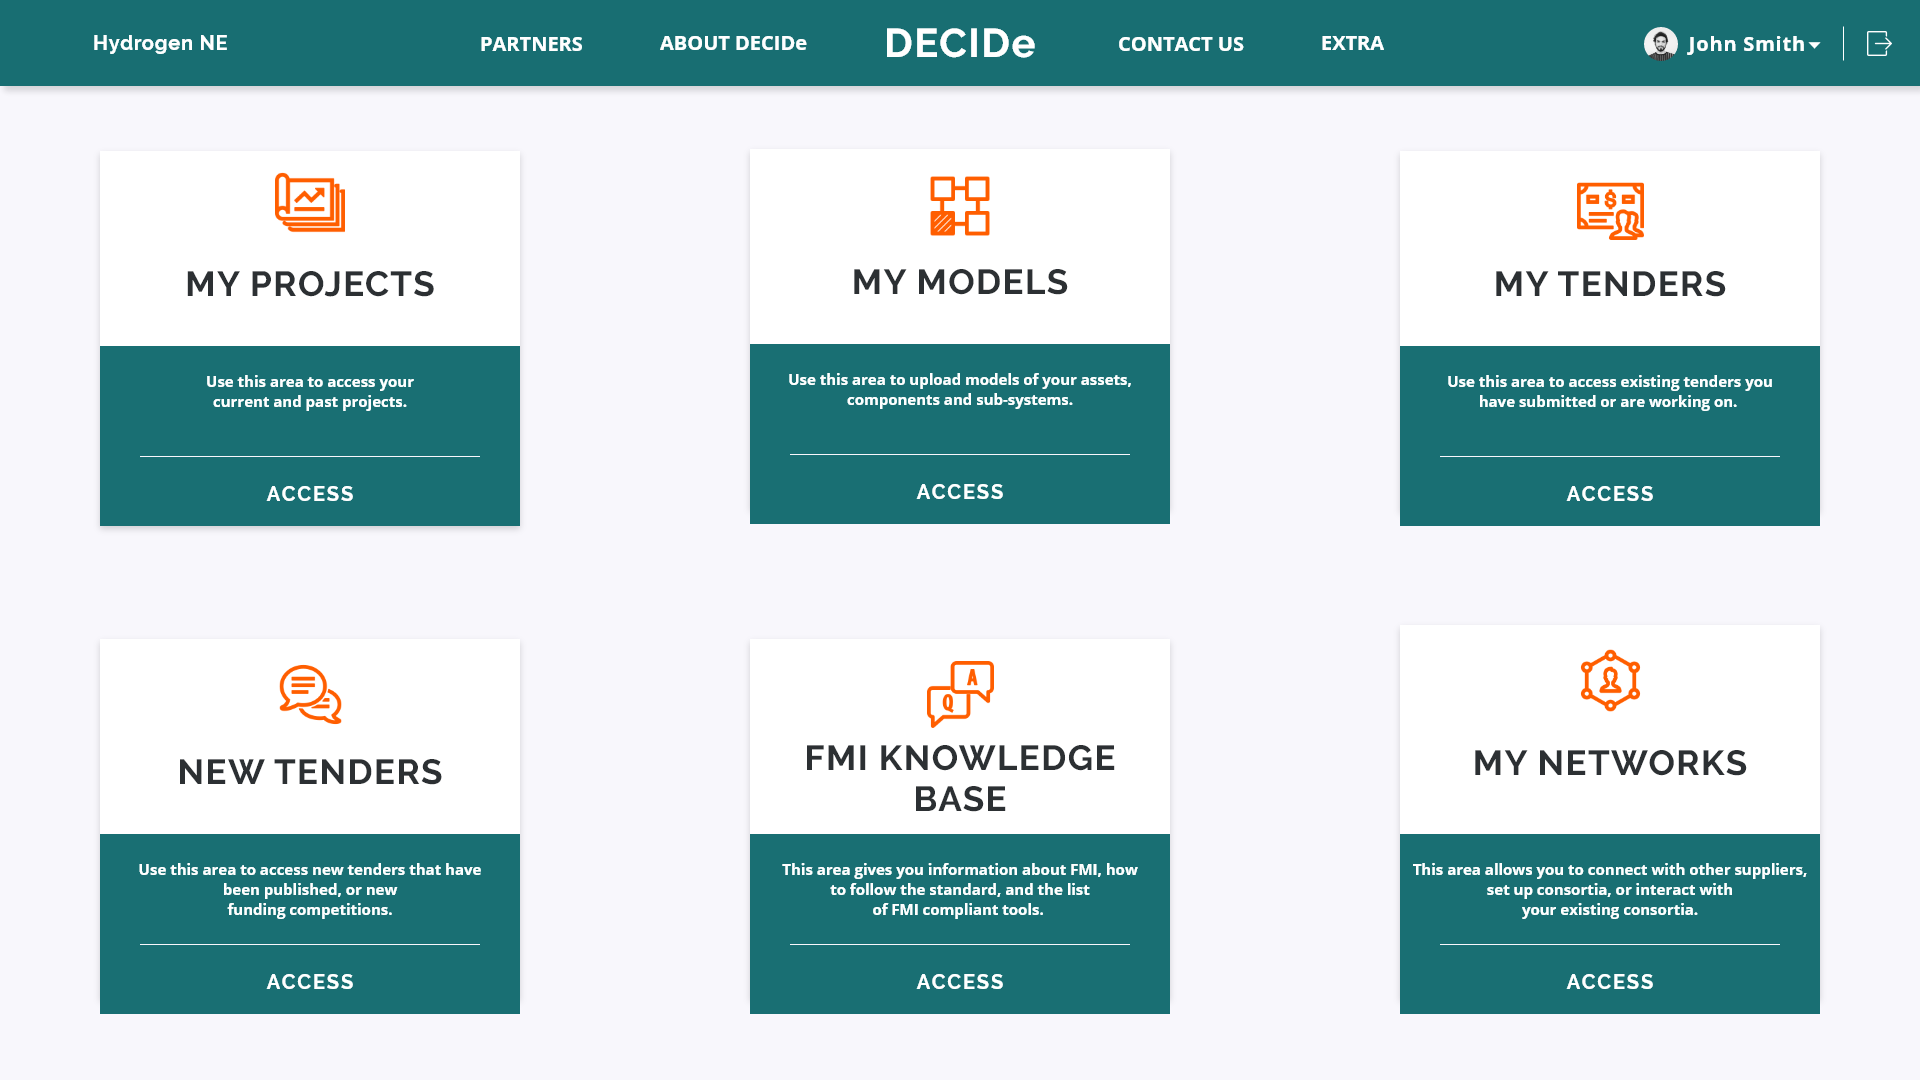 Hydrogen NE
PARTNERS
ABOUT DECIDe
DECIDe
CONTACT US
EXTRA
John Smith
MY PROJECTS
Use this area to access your
current and past projects.
ACCESS
MY MODELS
Use this area to upload models of your assets,
components and sub-systems.
ACCESS
$
MY TENDERS
Use this area to access existing tenders you
have submitted or are working on.
ACCESS
NEW TENDERS
Use this area to access new tenders that have
been published, or new
funding competitions.
ACCESS
A
Q
FMI KNOWLEDGE
BASE
This area gives you information about FMI, how
to follow the standard, and the list
of FMI compliant tools.
ACCESS
MY NETWORKS
This area allows you to connect with other suppliers,
set up consortia, or interact with
your existing consortia.
ACCESS